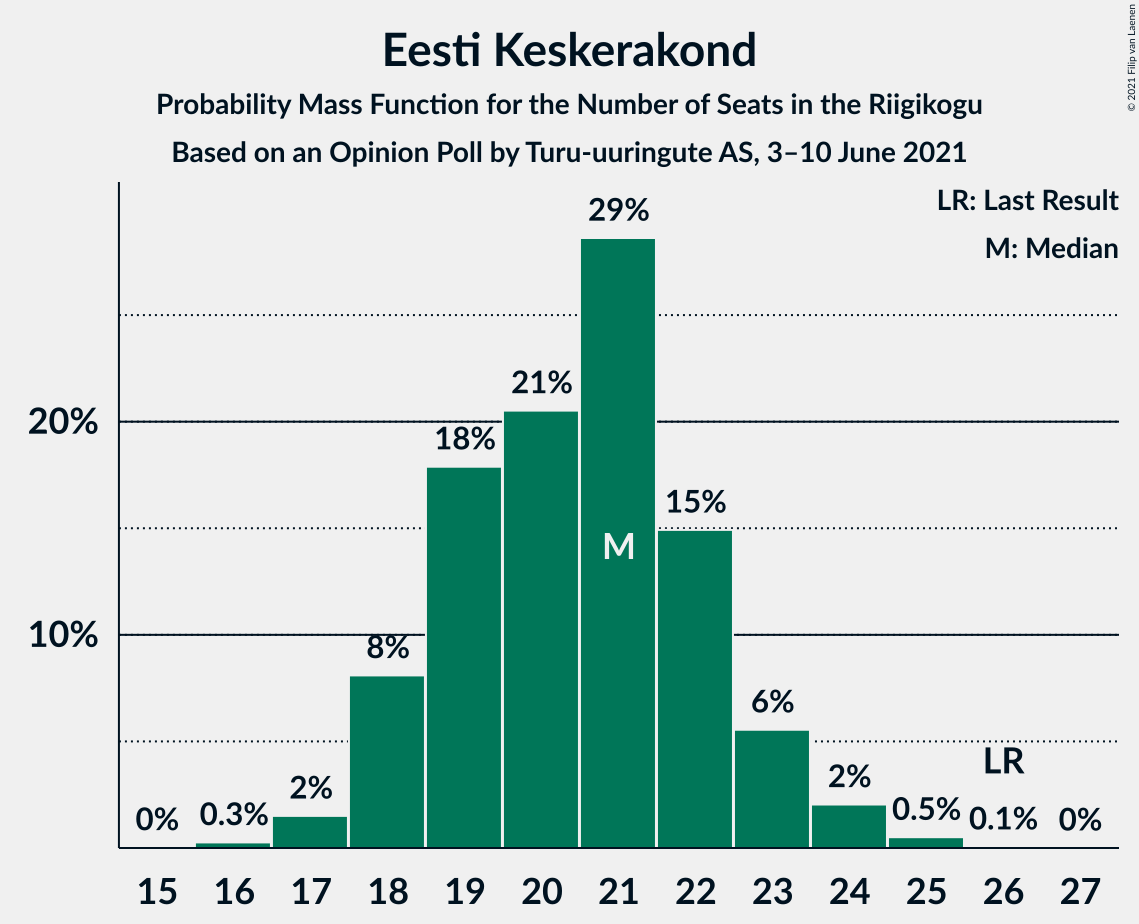 Eesti Keskerakond
Probability Mass Function for the Number of Seats in the Riigikogu
Based on an Opinion Poll by Turu-uuringute AS, 3–10 June 2021
© 2021 Filip van Laenen
LR: Last Result
M: Median
20%
10%
0%
0.3%
2%
8%
18%
21%
29%
M
15%
6%
2%
0.5%
LR
0.1%
0%
15 16 17 18 19 20 21 22 23 24 25 26 27